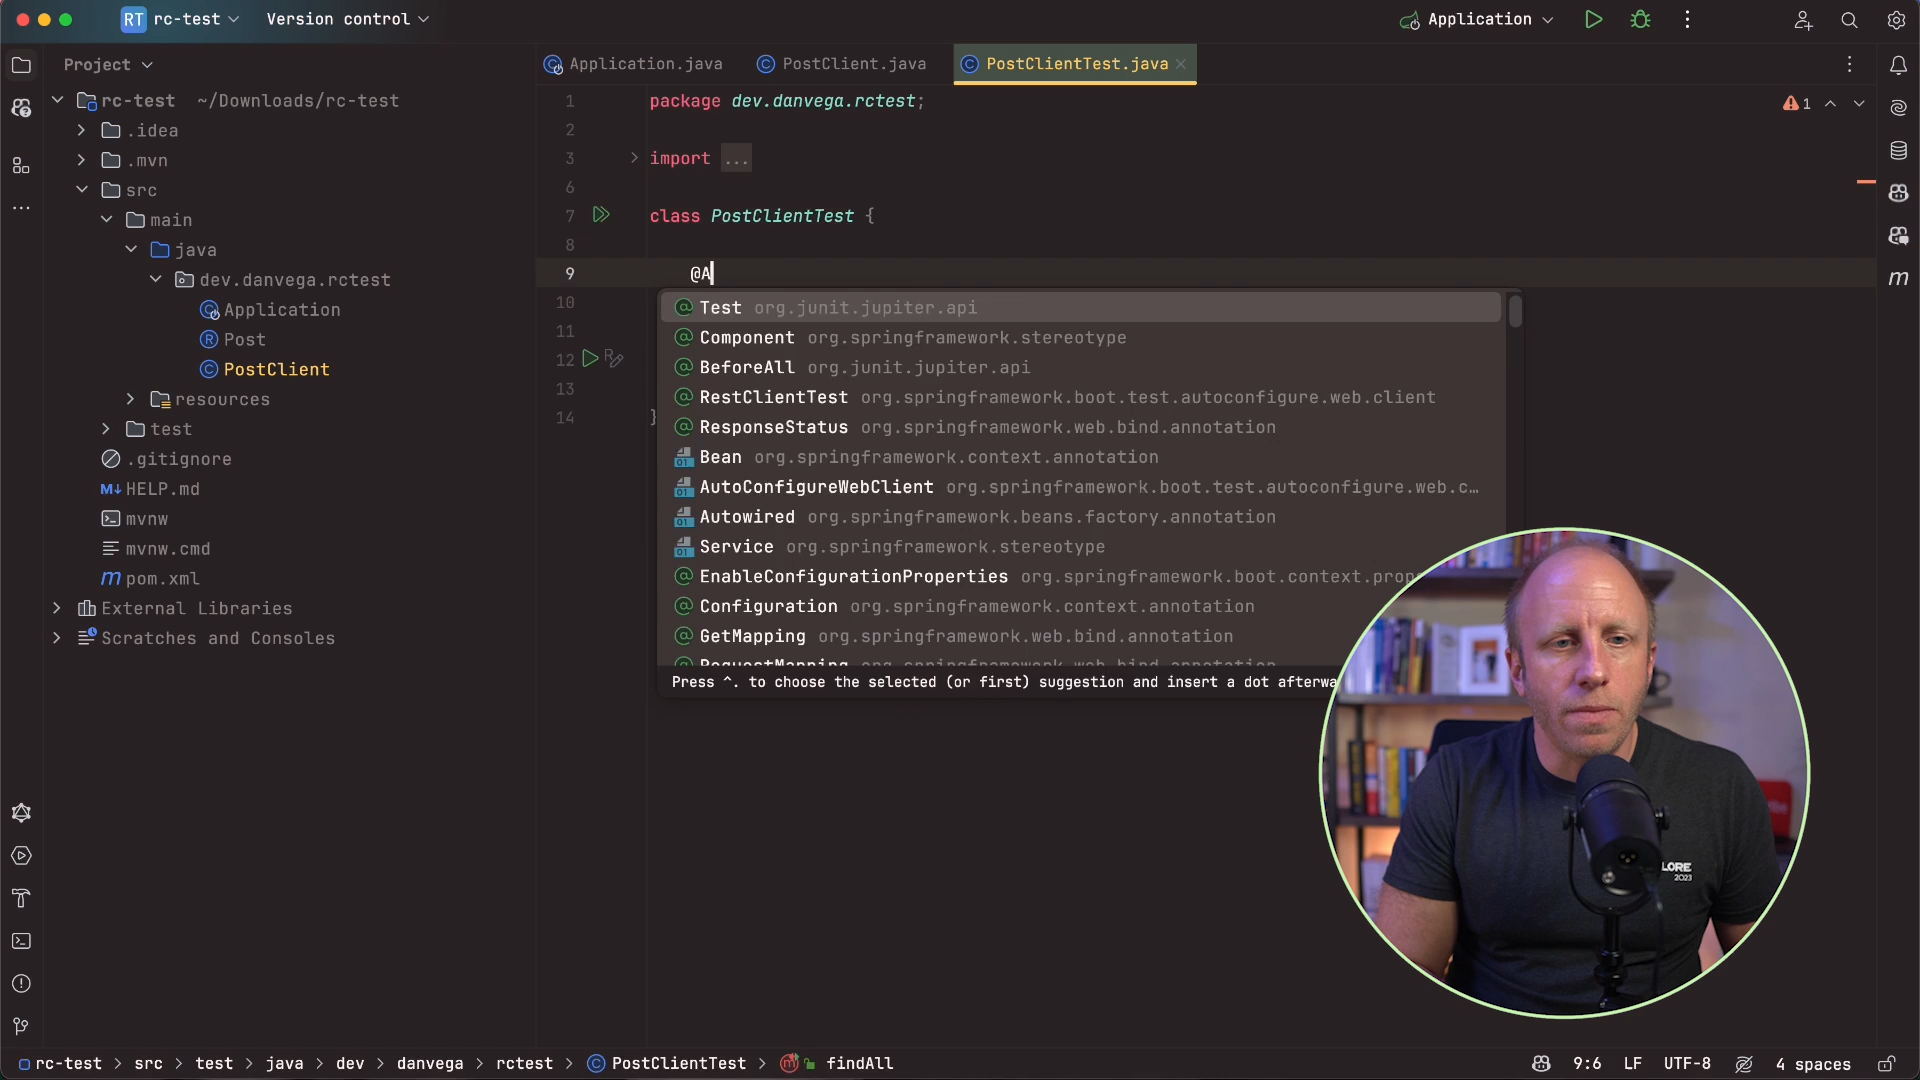 RT rc-test Version control Application
Project
Application.java PostClient.java PostClientTest.java
rc-test ~/Downloads/rc-test
.idea
.mvn
src
main
java
dev.danvega.rctest
Application
R Post
PostClient
resources
test
.gitignore
M↓ HELP.md
mvnw
mvnw.cmd
m pom.xml
External Libraries
Scratches and Consoles
1 package dev.danvega.rctest;
2
3 import ...
6
7 class PostClientTest {
8
9 @A
10
11
12
13
14 }
1
m
Test org.junit.jupiter.api
Component org.springframework.stereotype
BeforeAll org.junit.jupiter.api
RestClientTest org.springframework.boot.test.autoconfigure.web.client
ResponseStatus org.springframework.web.bind.annotation
Bean org.springframework.context.annotation
AutoConfigureWebClient org.springframework.boot.test.autoconfigure.web.c…
Autowired org.springframework.beans.factory.annotation
Service org.springframework.stereotype
EnableConfigurationProperties org.springframework.boot.context.prop
Configuration org.springframework.context.annotation
GetMapping org.springframework.web.bind.annotation
RequestMapping org.springframework.web.bind.annotation
Press ^. to choose the selected (or first) suggestion and insert a dot afterwa
LORE
2023
rc-test > src > test > java > dev > danvega > rctest > PostClientTest > findAll
9:6 LF UTF-8 4 spaces